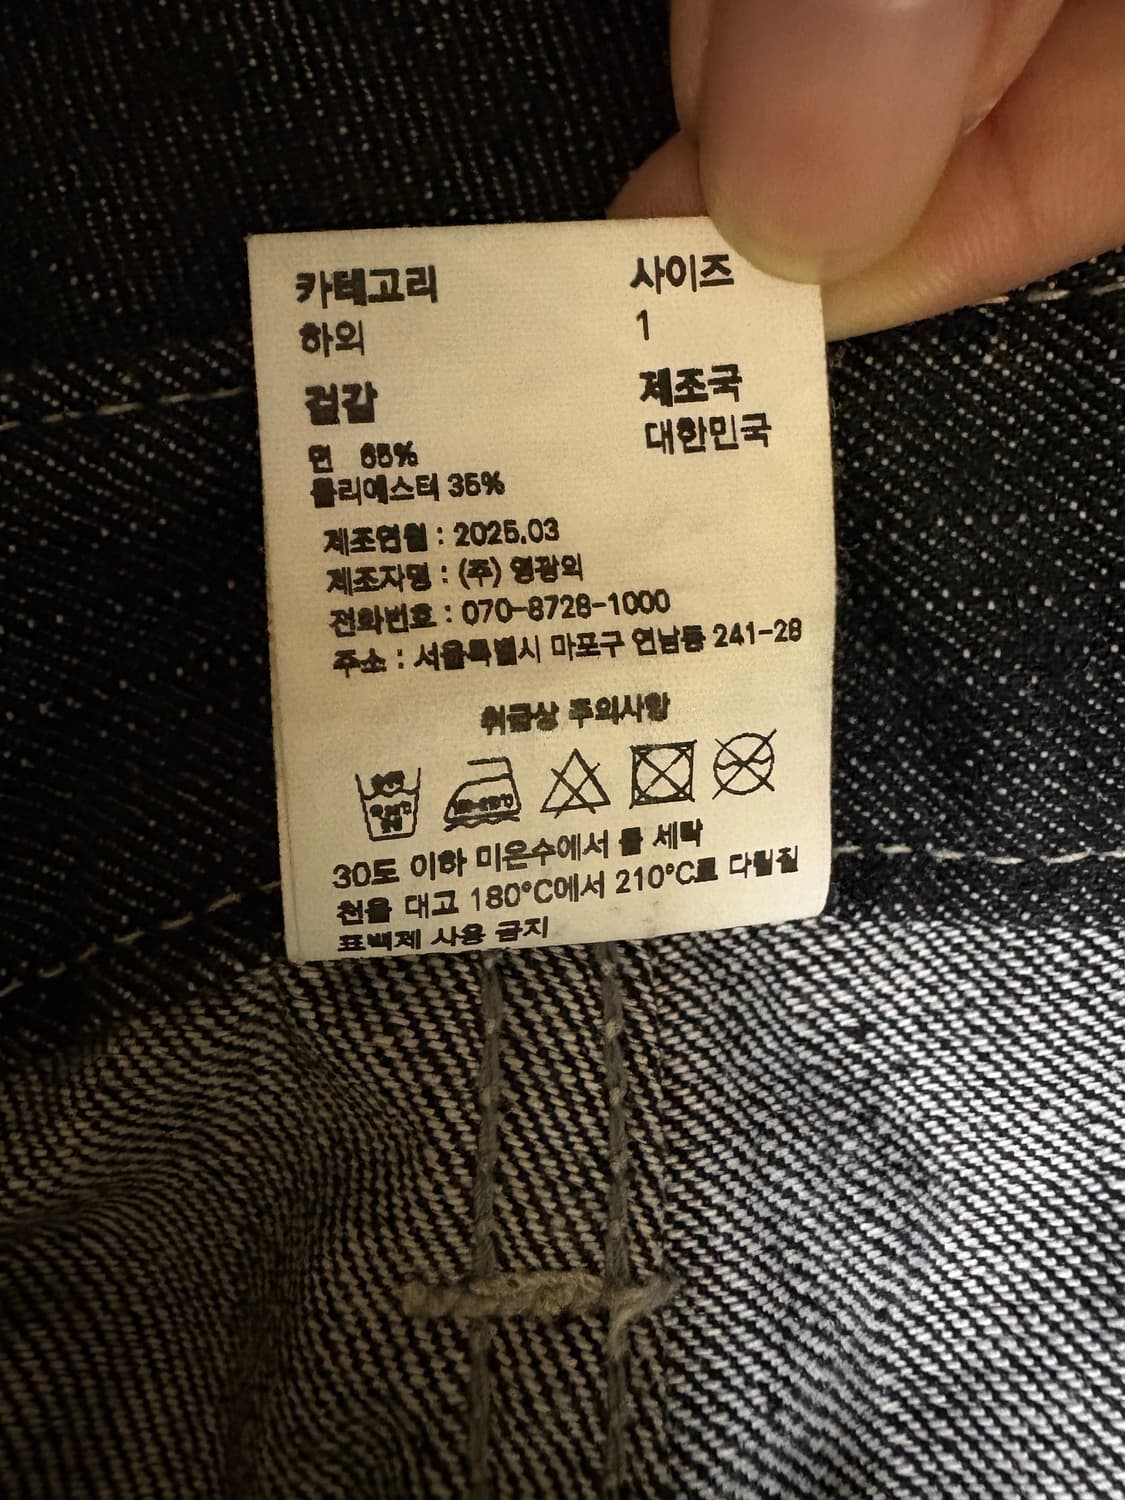 카테고리
하의
사이즈
1
겉감
면 65%
폴리에스터 35%
제조국
대한민국
제조연월 : 2025.03
제조자명 : (주) 영광의
전화번호 : 070-8728-1000
주소 : 서울특별시 마포구 연남동 241-28
취급상 주의사항
30도 이하 미온수에서 울 세탁
천을 대고 180°C에서 210°C로 다림질
표백제 사용 금지